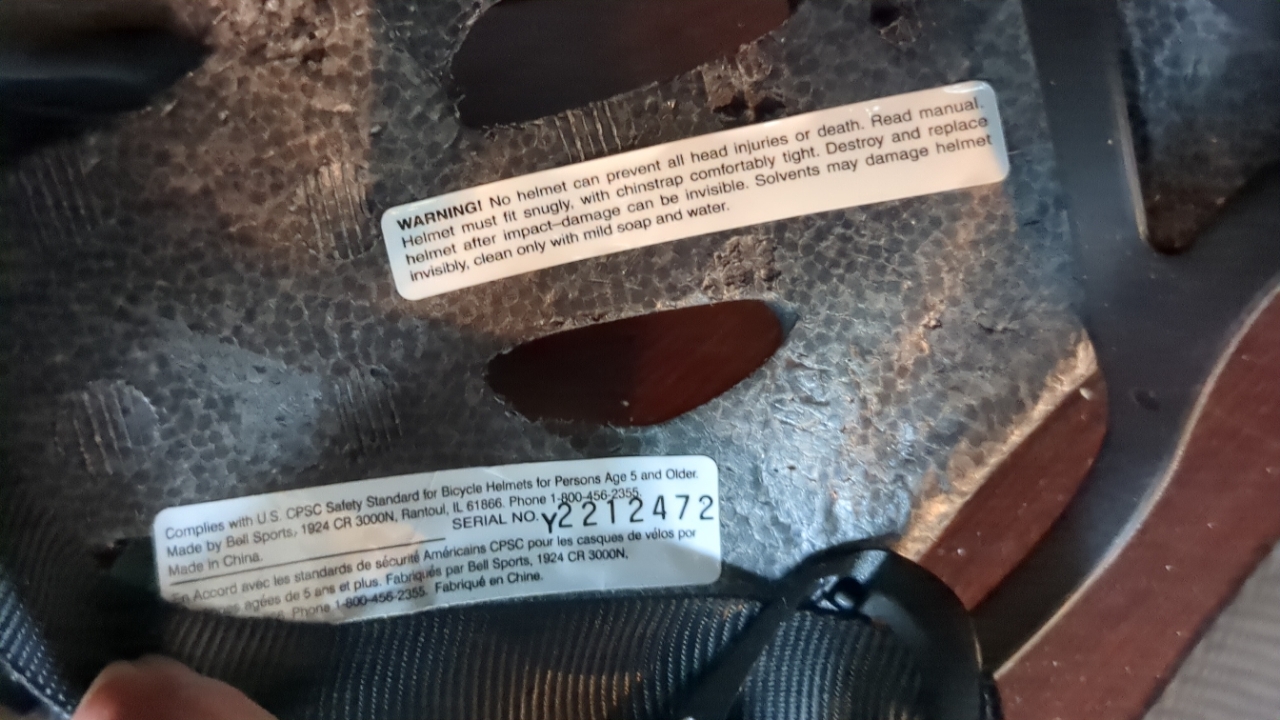 WARNING! No helmet can prevent all head injuries or death. Read manual.
Helmet must fit snugly, with chinstrap comfortably tight. Destroy and replace
helmet after impact–damage can be invisible. Solvents may damage helmet
invisibly, clean only with mild soap and water.
Complies with U.S. CPSC Safety Standard for Bicycle Helmets for Persons Age 5 and Older.
Made by Bell Sports, 1924 CR 3000N, Rantoul, IL 61866. Phone 1-800-456-2355.
Made in China.
SERIAL NO. Y2212472
En Accord avec les standards de sécurité Américains CPSC pour les casques de vélos por
agées de 5 ans et plus. Fabriqués par Bell Sports, 1924 CR 3000N,
Phone 1-800-456-2355. Fabriqué en Chine.